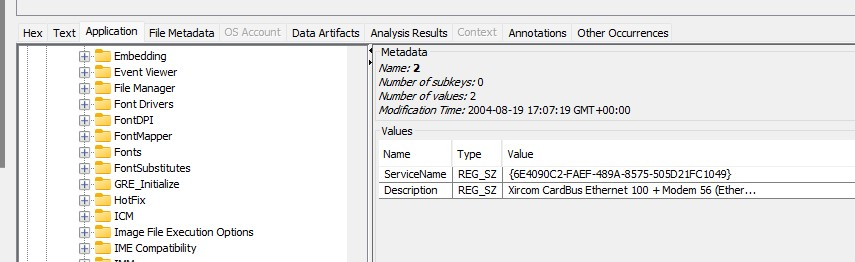 Hex Text Application File Metadata OS Account Data Artifacts Analysis Results Context Annotations Other Occurrences
Embedding
Event Viewer
File Manager
Font Drivers
FontDPI
FontMapper
Fonts
FontSubstitutes
GRE_Initialize
HotFix
ICM
Image File Execution Options
IME Compatibility
IMM
Metadata
Name: 2
Number of subkeys: 0
Number of values: 2
Modification Time: 2004-08-19 17:07:19 GMT+00:00
Values
Name Type Value
ServiceName REG_SZ {6E4090C2-FAEF-489A-8575-505D21FC1049}
Description REG_SZ Xircom CardBus Ethernet 100 + Modem 56 (Ether...